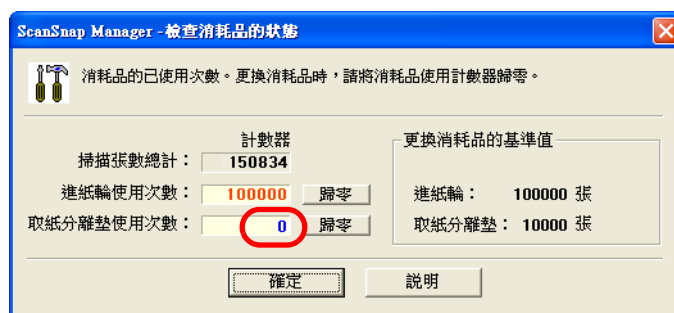 ScanSnap Manager - 檢查消耗品的狀態
消耗品的已使用次數。更換消耗品時，請將消耗品使用計數器歸零。
計數器
掃描張數總計： 150834
進紙輪使用次數： 100000 歸零
取紙分離墊使用次數： 0 歸零
更換消耗品的基準值
進紙輪： 100000 張
取紙分離墊： 10000 張
確定 說明